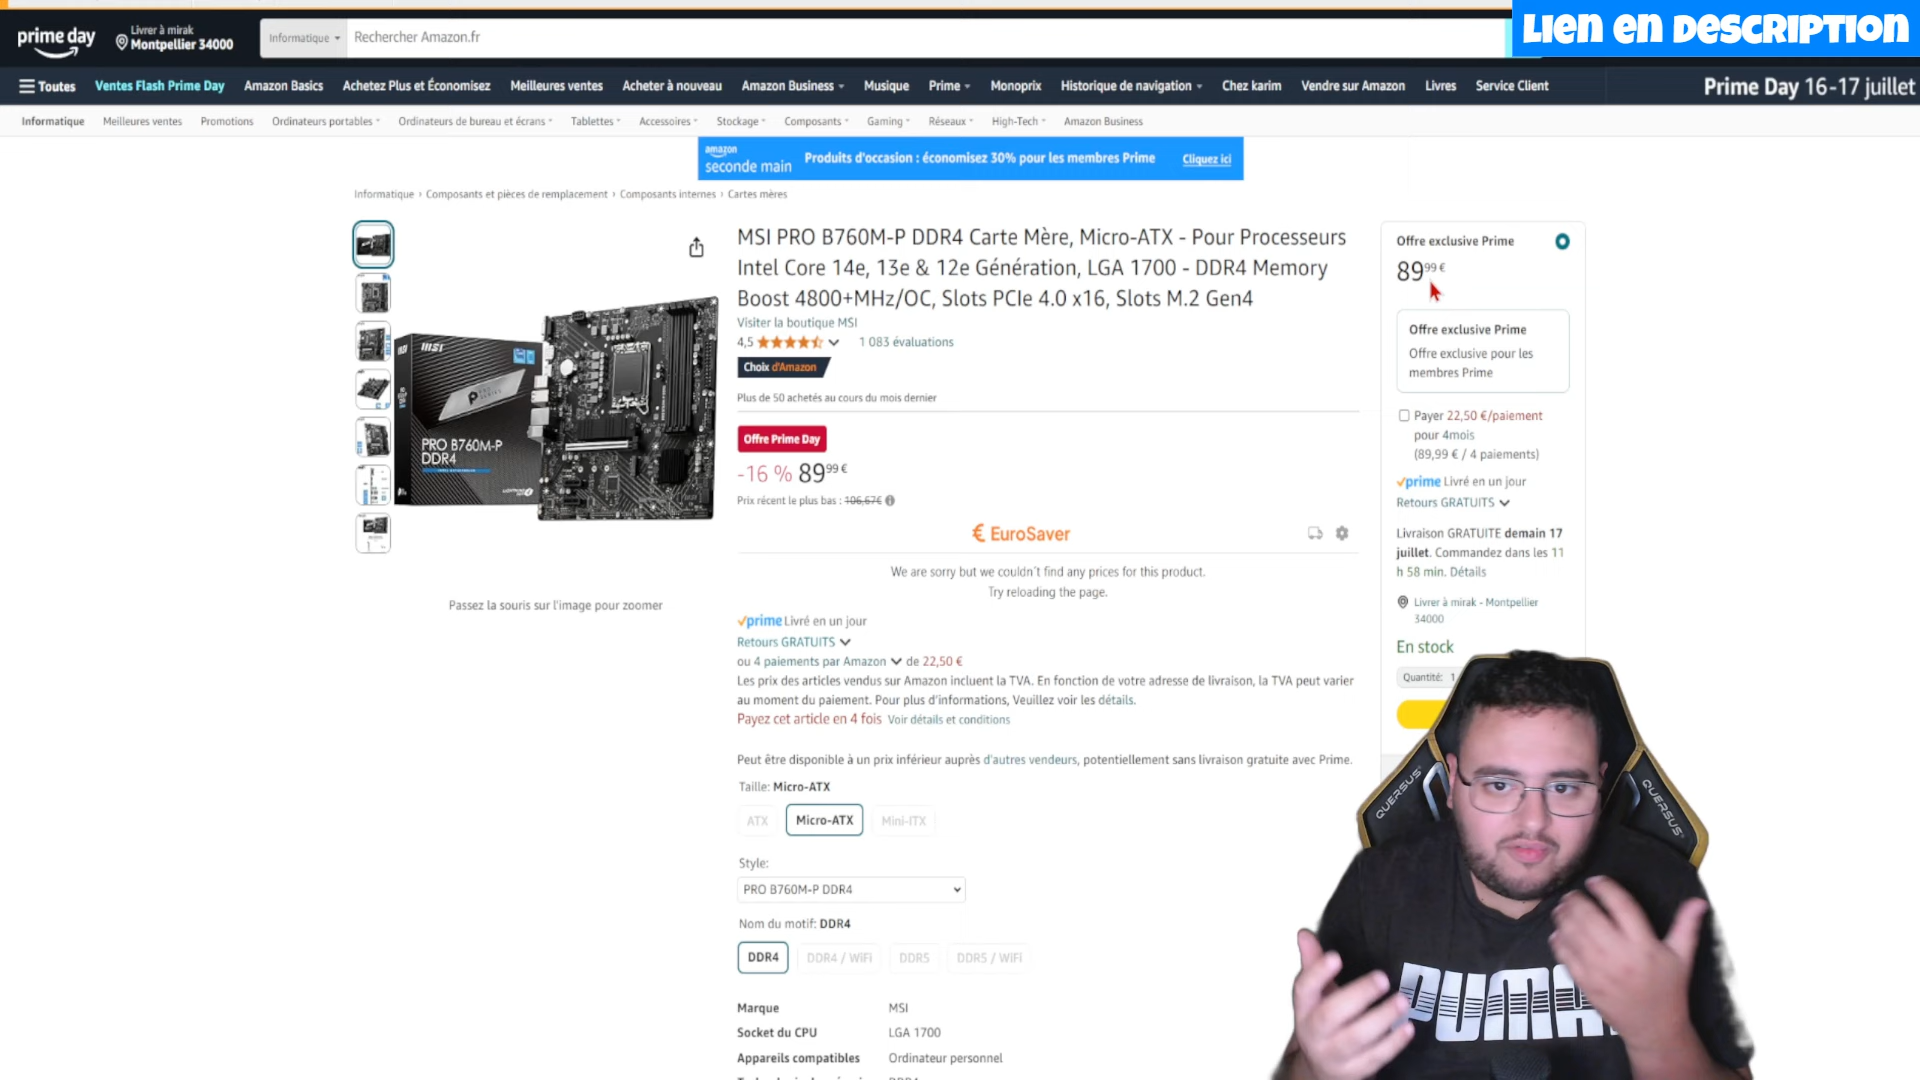 Lien en description
prime day
Livrer à mirak
Montpellier 34000
Informatique
Rechercher Amazon.fr
Toutes
Ventes Flash Prime Day
Amazon Basics
Achetez Plus et Économisez
Meilleures ventes
Acheter à nouveau
Amazon Business
Musique
Prime
Monoprix
Historique de navigation
Chez karim
Vendre sur Amazon
Livres
Service Client
Prime Day 16-17 juillet
Informatique
Meilleures ventes
Promotions
Ordinateurs portables
Ordinateurs de bureau et écrans
Tablettes
Accessoires
Stockage
Composants
Gaming
Réseaux
High-Tech
Amazon Business
amazon
seconde main
Produits d'occasion : économisez 30% pour les membres Prime
Cliquez ici
Informatique › Composants et pièces de remplacement › Composants internes › Cartes mères
MSI PRO B760M-P DDR4 Carte Mère, Micro-ATX - Pour Processeurs
Intel Core 14e, 13e & 12e Génération, LGA 1700 - DDR4 Memory
Boost 4800+MHz/OC, Slots PCIe 4.0 x16, Slots M.2 Gen4
Visiter la boutique MSI
4,5
1 083 évaluations
Choix d'Amazon
Plus de 50 achetés au cours du mois dernier
Offre Prime Day
-16 % 89,99 €
Prix récent le plus bas : 106,67€
msi
PRO B760M-P
DDR4
€ EuroSaver
We are sorry but we couldn´t find any prices for this product.
Try reloading the page.
Passez la souris sur l'image pour zoomer
prime Livré en un jour
Retours GRATUITS
ou 4 paiements par Amazon de 22,50 €
Les prix des articles vendus sur Amazon incluent la TVA. En fonction de votre adresse de livraison, la TVA peut varier
au moment du paiement. Pour plus d'informations, Veuillez voir les détails.
Payez cet article en 4 fois Voir détails et conditions
Peut être disponible à un prix inférieur auprès d'autres vendeurs, potentiellement sans livraison gratuite avec Prime.
Taille: Micro-ATX
ATX
Micro-ATX
Mini-ITX
Style:
PRO B760M-P DDR4
Nom du motif: DDR4
DDR4
DDR4 / WiFi
DDR5
DDR5 / WiFi
Marque MSI
Socket du CPU LGA 1700
Appareils compatibles Ordinateur personnel
Offre exclusive Prime
89 99 €
Offre exclusive Prime
Offre exclusive pour les
membres Prime
Payer 22,50 €/paiement
pour 4mois
(89,99 € / 4 paiements)
prime Livré en un jour
Retours GRATUITS
Livraison GRATUITE demain 17
juillet. Commandez dans les 11
h 58 min. Détails
Livrer à mirak - Montpellier
34000
En stock
Quantité: 1
QUERSUS
QUERSUS
PUMA